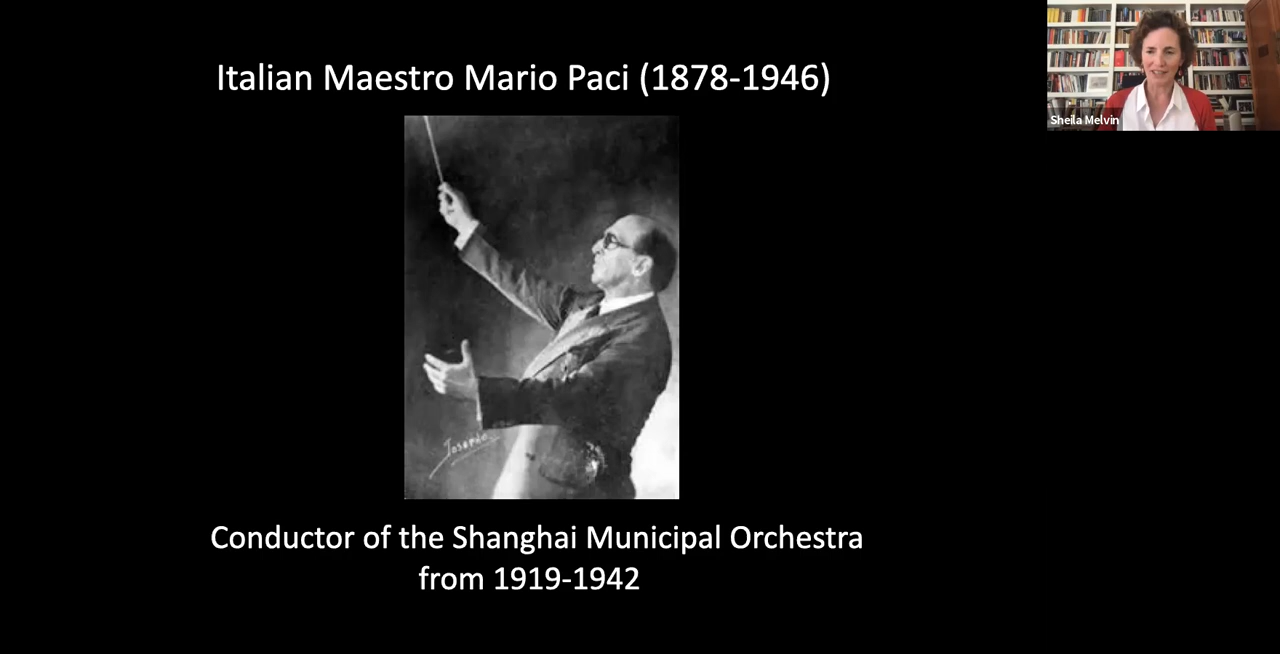 Italian Maestro Mario Paci (1878-1946)
Sheila Melvin
Conductor of the Shanghai Municipal Orchestra
from 1919-1942